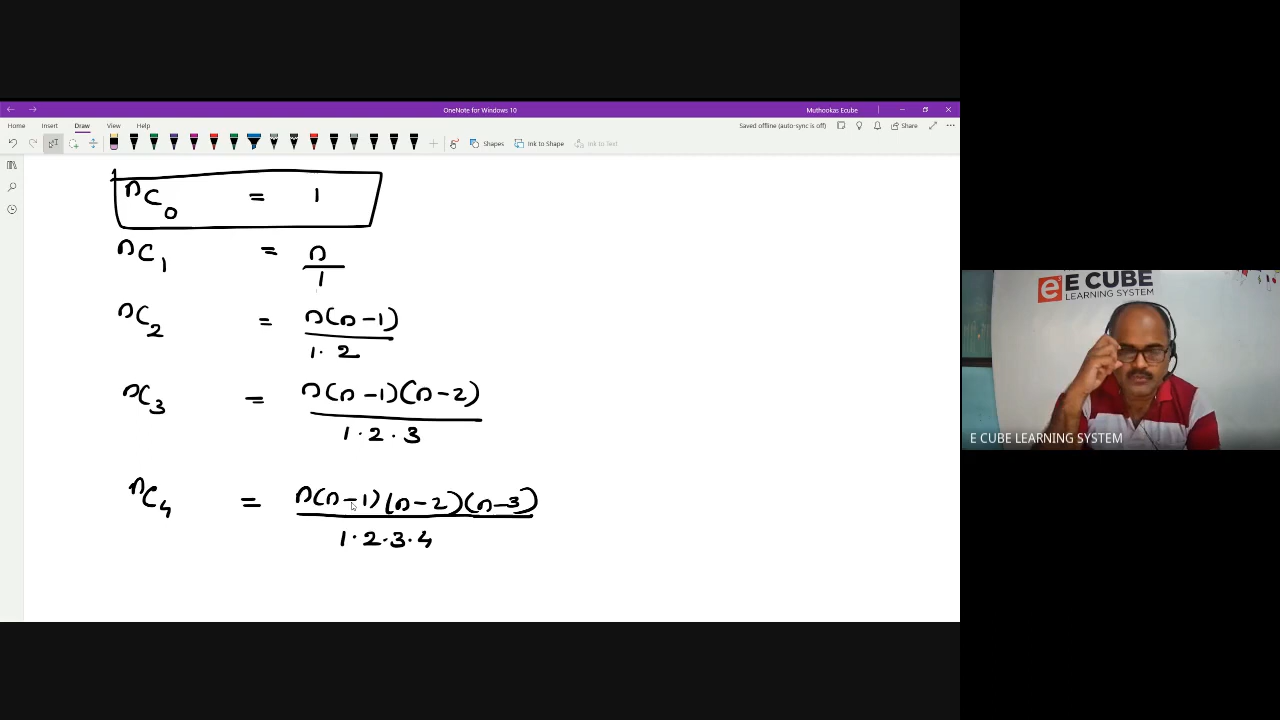 OneNote for Windows 10
Muthookas Ecube
Home Insert Draw View Help
Saved offline (auto-sync is off)
Share
Shapes
Ink to Shape
Ink to Text
nC0 = 1
nC1 = n
1
nC2 = n(n-1)
1·2
nC3 = n(n-1)(n-2)
1·2·3
nC4 = n(n-1)(n-2)(n-3)
1·2·3·4
e³ E CUBE
LEARNING SYSTEM
E CUBE LEARNING SYSTEM